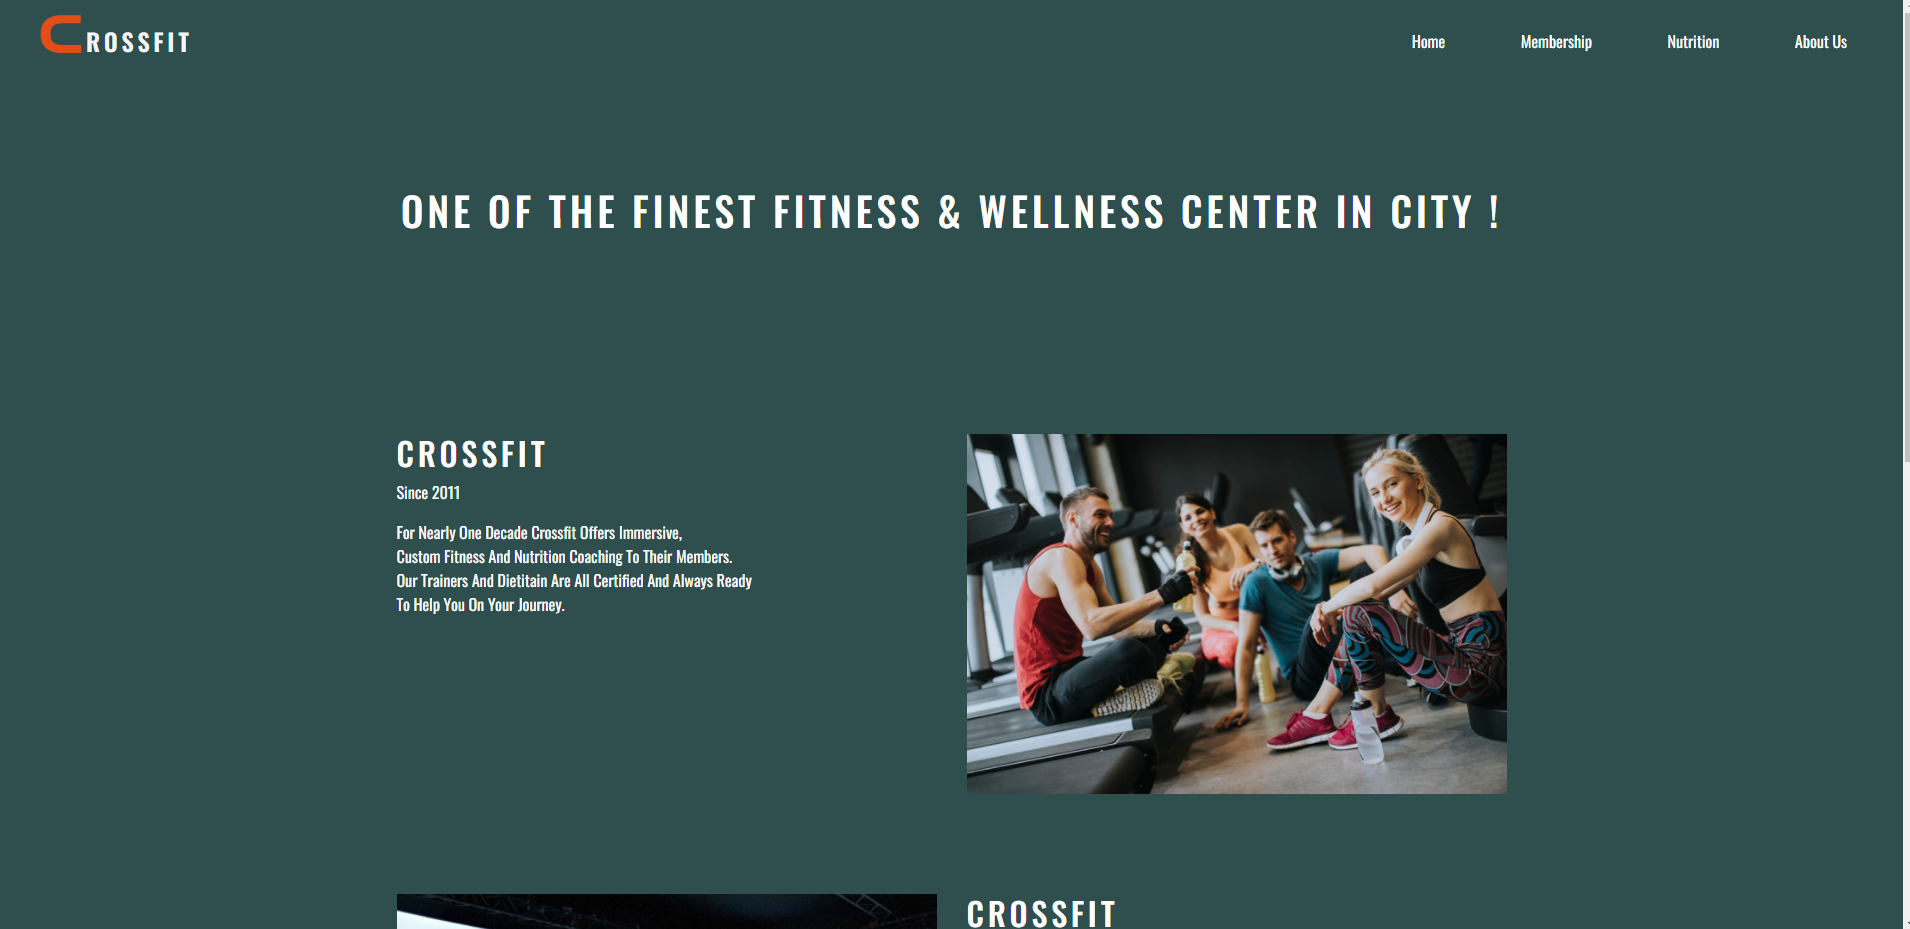 CROSSFIT
Home Membership Nutrition About Us
ONE OF THE FINEST FITNESS & WELLNESS CENTER IN CITY !
CROSSFIT
Since 2011
For Nearly One Decade Crossfit Offers Immersive,
Custom Fitness And Nutrition Coaching To Their Members.
Our Trainers And Dietitain Are All Certified And Always Ready
To Help You On Your Journey.
CROSSFIT